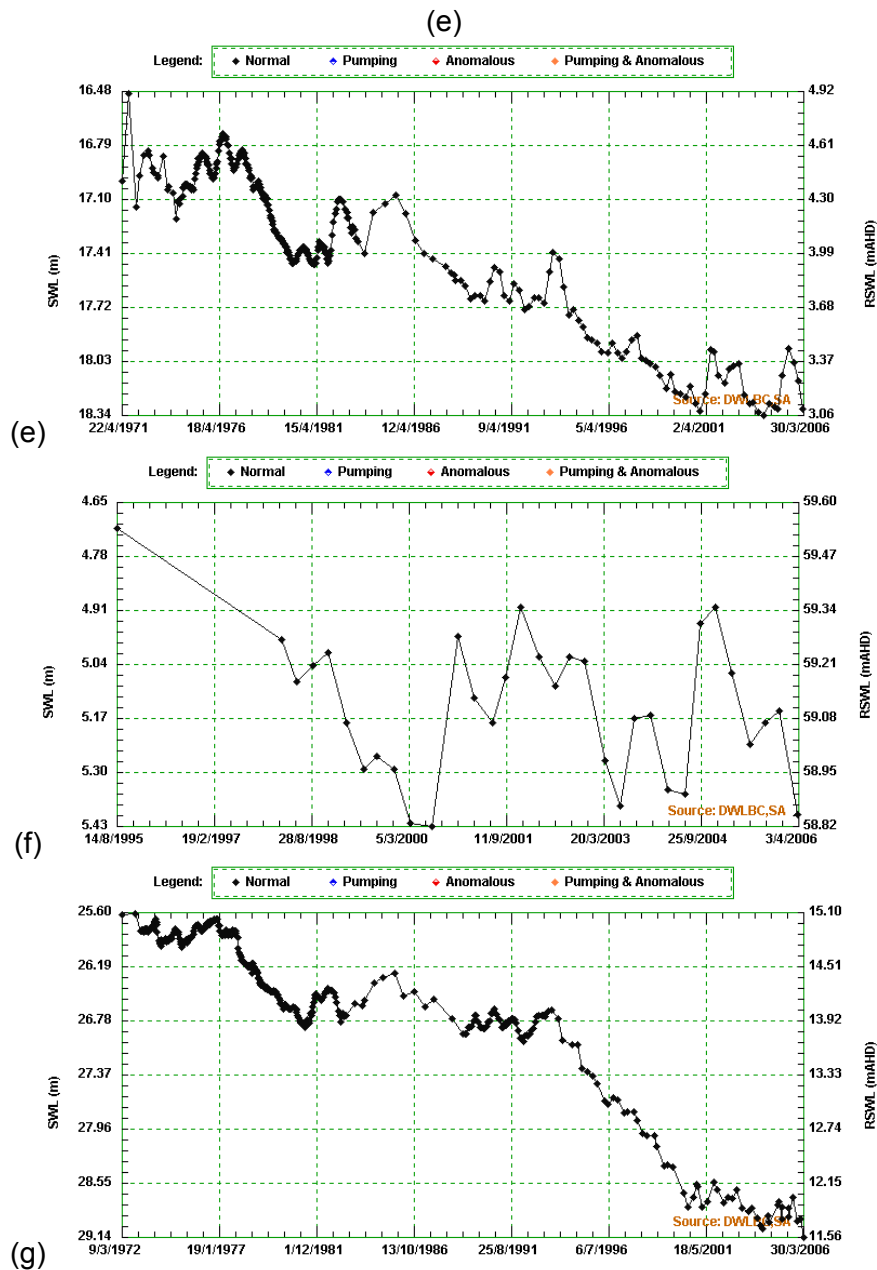 (e)
Legend: Normal Pumping Anomalous Pumping & Anomalous
16.48 4.92
16.79 4.61
17.10 4.30
17.41 3.99
17.72 3.68
18.03 3.37
18.34 3.06
SWL (m)
RSWL (mAHD)
Source: DWLBC,SA
22/4/1971 18/4/1976 15/4/1981 12/4/1986 9/4/1991 5/4/1996 2/4/2001 30/3/2006
(e)
Legend: Normal Pumping Anomalous Pumping & Anomalous
4.65 59.60
4.78 59.47
4.91 59.34
5.04 59.21
5.17 59.08
5.30 58.95
5.43 58.82
SWL (m)
RSWL (mAHD)
Source: DWLBC,SA
14/8/1995 19/2/1997 28/8/1998 5/3/2000 11/9/2001 20/3/2003 25/9/2004 3/4/2006
(f)
Legend: Normal Pumping Anomalous Pumping & Anomalous
25.60 15.10
26.19 14.51
26.78 13.92
27.37 13.33
27.96 12.74
28.55 12.15
29.14 11.56
SWL (m)
RSWL (mAHD)
Source: DWLBC,SA
9/3/1972 19/1/1977 1/12/1981 13/10/1986 25/8/1991 6/7/1996 18/5/2001 30/3/2006
(g)